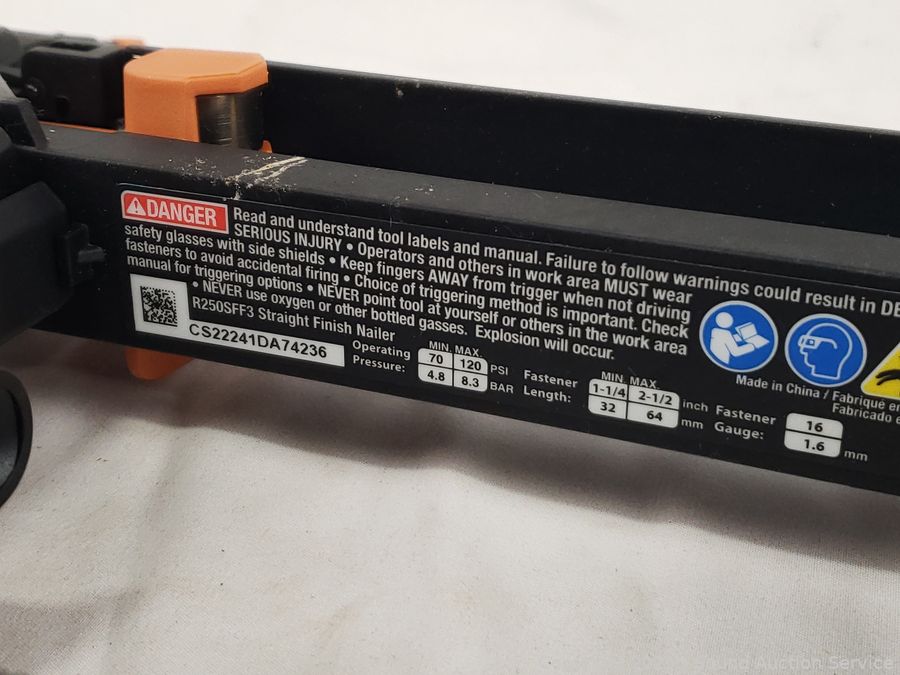 DANGER
Read and understand tool labels and manual. Failure to follow warnings could result in DE
SERIOUS INJURY • Operators and others in work area MUST wear
safety glasses with side shields • Keep fingers AWAY from trigger when not driving
fasteners to avoid accidental firing • Choice of triggering method is important. Check
manual for triggering options • NEVER point tool at yourself or others in the work area
• NEVER use oxygen or other bottled gases. Explosion will occur.
R250SFF3 Straight Finish Nailer
CS22241DA74236
Operating Pressure:
MIN. MAX.
70 120 PSI
4.8 8.3 BAR
Fastener Length:
MIN. MAX.
1-1/4 2-1/2 inch
32 64 mm
Fastener Gauge:
16
1.6 mm
Made in China / Fabriqué en
Fabricado e
Sound Auction Service